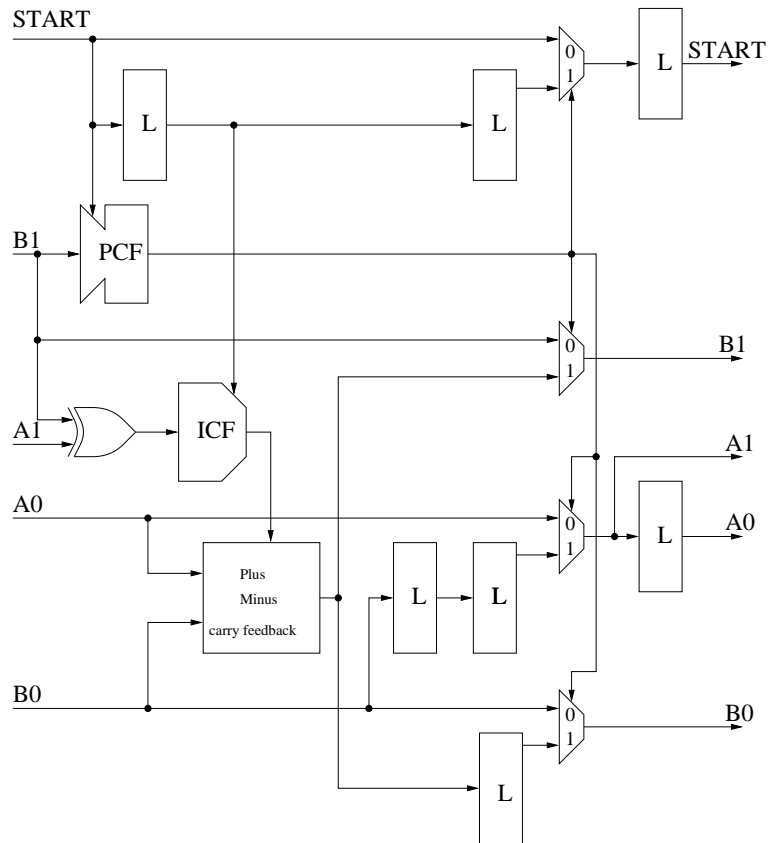 START
0
1
L
START
L
L
B1
PCF
0
1
B1
A1
ICF
A1
A0
0
1
L
A0
Plus
Minus
carry feedback
L
L
B0
0
1
B0
L